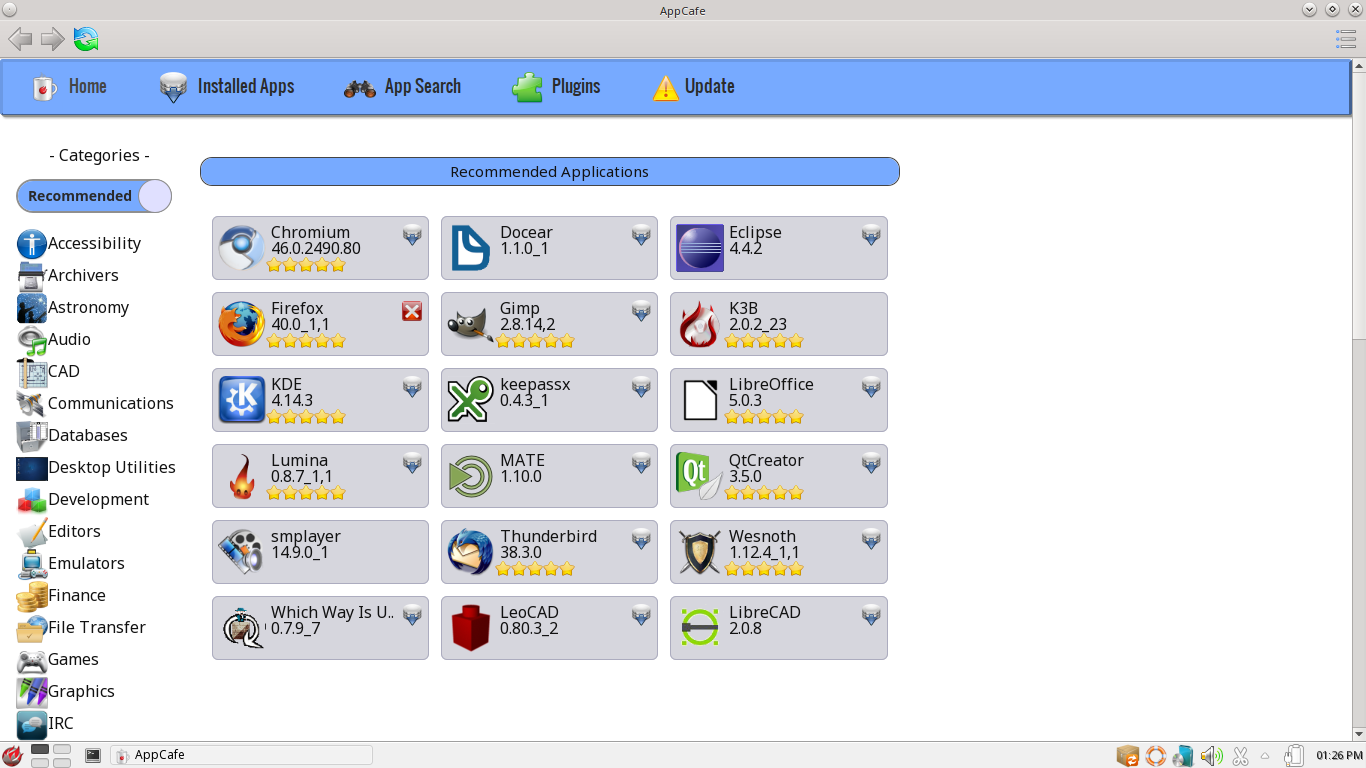 AppCafe
Home
Installed Apps
App Search
Plugins
Update
- Categories -
Recommended
Accessibility
Archivers
Astronomy
Audio
CAD
Communications
Databases
Desktop Utilities
Development
Editors
Emulators
Finance
File Transfer
Games
Graphics
IRC
Recommended Applications
Chromium
46.0.2490.80
Docear
1.1.0_1
Eclipse
4.4.2
Firefox
40.0_1,1
Gimp
2.8.14,2
K3B
2.0.2_23
KDE
4.14.3
keepassx
0.4.3_1
LibreOffice
5.0.3
Lumina
0.8.7_1,1
MATE
1.10.0
Qt
QtCreator
3.5.0
smplayer
14.9.0_1
Thunderbird
38.3.0
Wesnoth
1.12.4_1,1
Which Way Is U..
0.7.9_7
LeoCAD
0.80.3_2
LibreCAD
2.0.8
AppCafe
01:26 PM